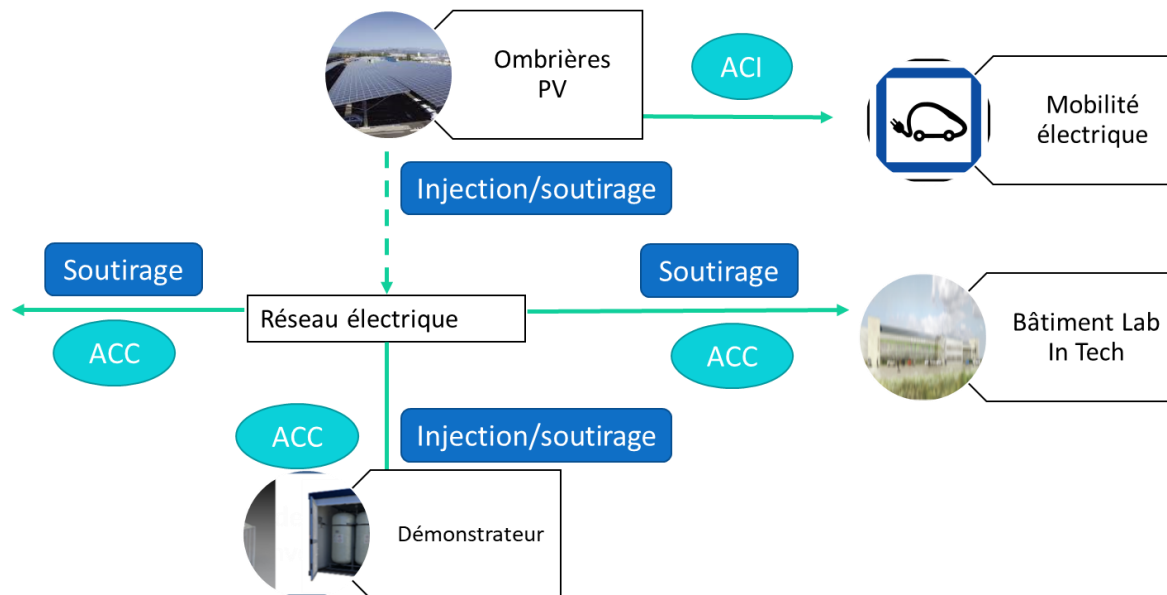 Ombrières
PV
ACI
Mobilité
électrique
Injection/soutirage
Soutirage
Soutirage
Réseau électrique
ACC
ACC
Bâtiment Lab
In Tech
ACC
Injection/soutirage
Démonstrateur